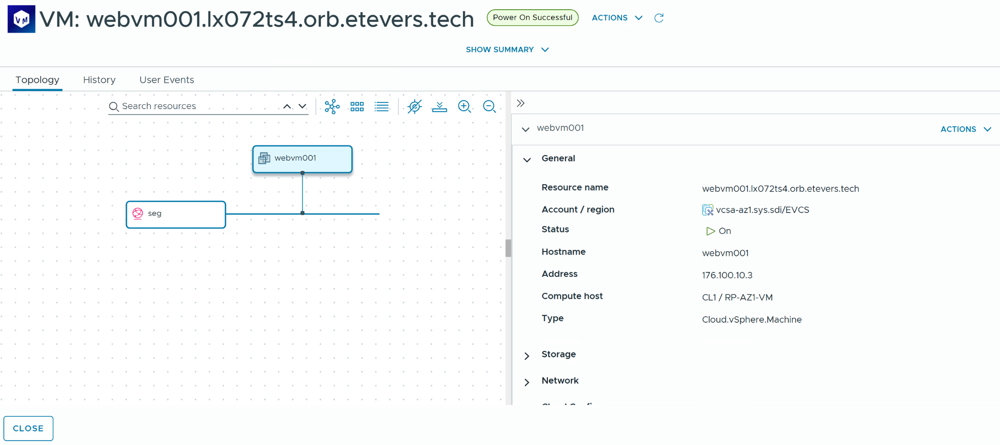 VM
VM: webvm001.lx072ts4.orb.etevers.tech
Power On Successful
ACTIONS
SHOW SUMMARY
Topology
History
User Events
Search resources
webvm001
seg
webvm001
ACTIONS
General
Resource name
webvm001.lx072ts4.orb.etevers.tech
Account / region
vcsa-az1.sys.sdi/EVCS
Status
On
Hostname
webvm001
Address
176.100.10.3
Compute host
CL1 / RP-AZ1-VM
Type
Cloud.vSphere.Machine
Storage
Network
CLOSE